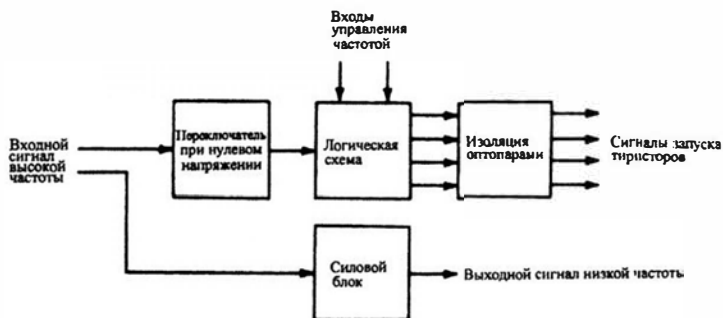 Входы
управления
частотой
Входной
сигнал
высокой
частоты
Переключатель
при нулевом
напряжении
Логическая
схема
Изоляция
оптопарами
Сигналы запуска
тиристоров
Силовой
блок
Выходной сигнал низкой частоты